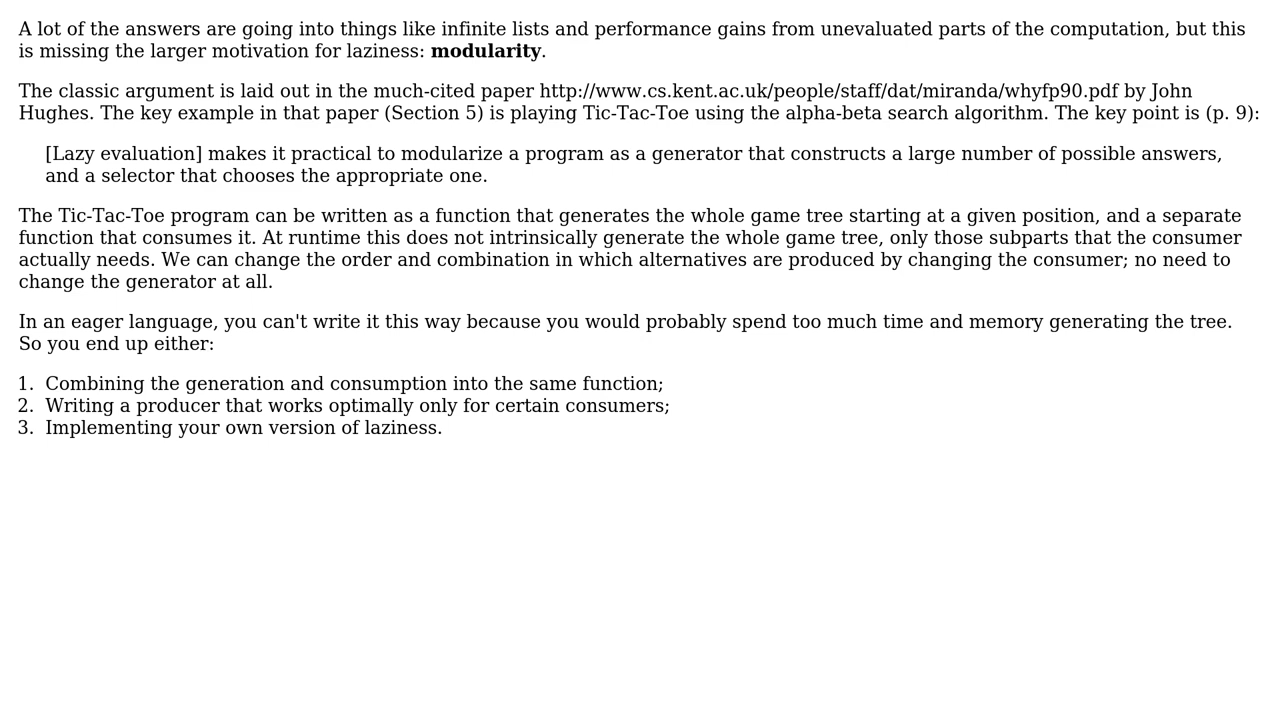 A lot of the answers are going into things like infinite lists and performance gains from unevaluated parts of the computation, but this
is missing the larger motivation for laziness: modularity.
The classic argument is laid out in the much-cited paper http://www.cs.kent.ac.uk/people/staff/dat/miranda/whyfp90.pdf by John
Hughes. The key example in that paper (Section 5) is playing Tic-Tac-Toe using the alpha-beta search algorithm. The key point is (p. 9):
[Lazy evaluation] makes it practical to modularize a program as a generator that constructs a large number of possible answers,
and a selector that chooses the appropriate one.
The Tic-Tac-Toe program can be written as a function that generates the whole game tree starting at a given position, and a separate
function that consumes it. At runtime this does not intrinsically generate the whole game tree, only those subparts that the consumer
actually needs. We can change the order and combination in which alternatives are produced by changing the consumer; no need to
change the generator at all.
In an eager language, you can't write it this way because you would probably spend too much time and memory generating the tree.
So you end up either:
1. Combining the generation and consumption into the same function;
2. Writing a producer that works optimally only for certain consumers;
3. Implementing your own version of laziness.